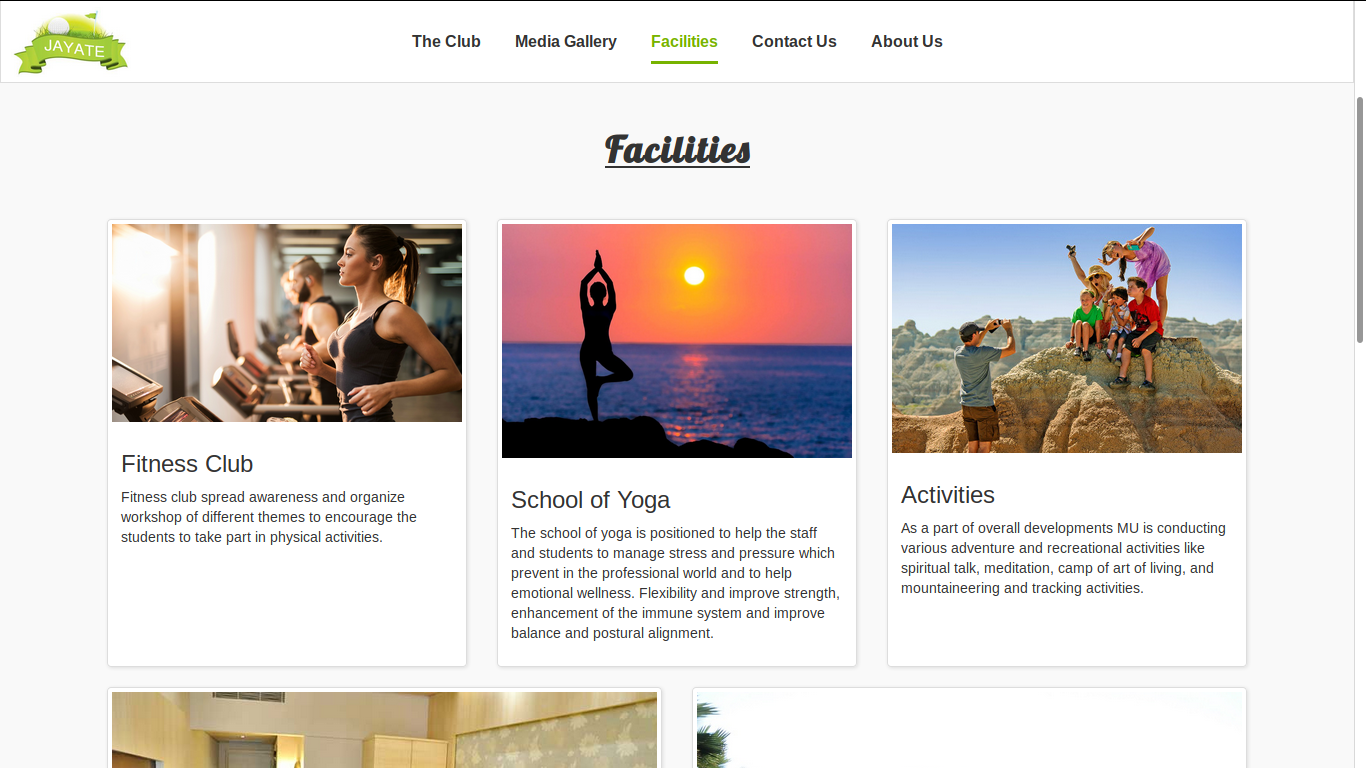 JAYATE
The Club
Media Gallery
Facilities
Contact Us
About Us
Facilities
Fitness Club
Fitness club spread awareness and organize
workshop of different themes to encourage the
students to take part in physical activities.
School of Yoga
The school of yoga is positioned to help the staff
and students to manage stress and pressure which
prevent in the professional world and to help
emotional wellness. Flexibility and improve strength,
enhancement of the immune system and improve
balance and postural alignment.
Activities
As a part of overall developments MU is conducting
various adventure and recreational activities like
spiritual talk, meditation, camp of art of living, and
mountaineering and tracking activities.